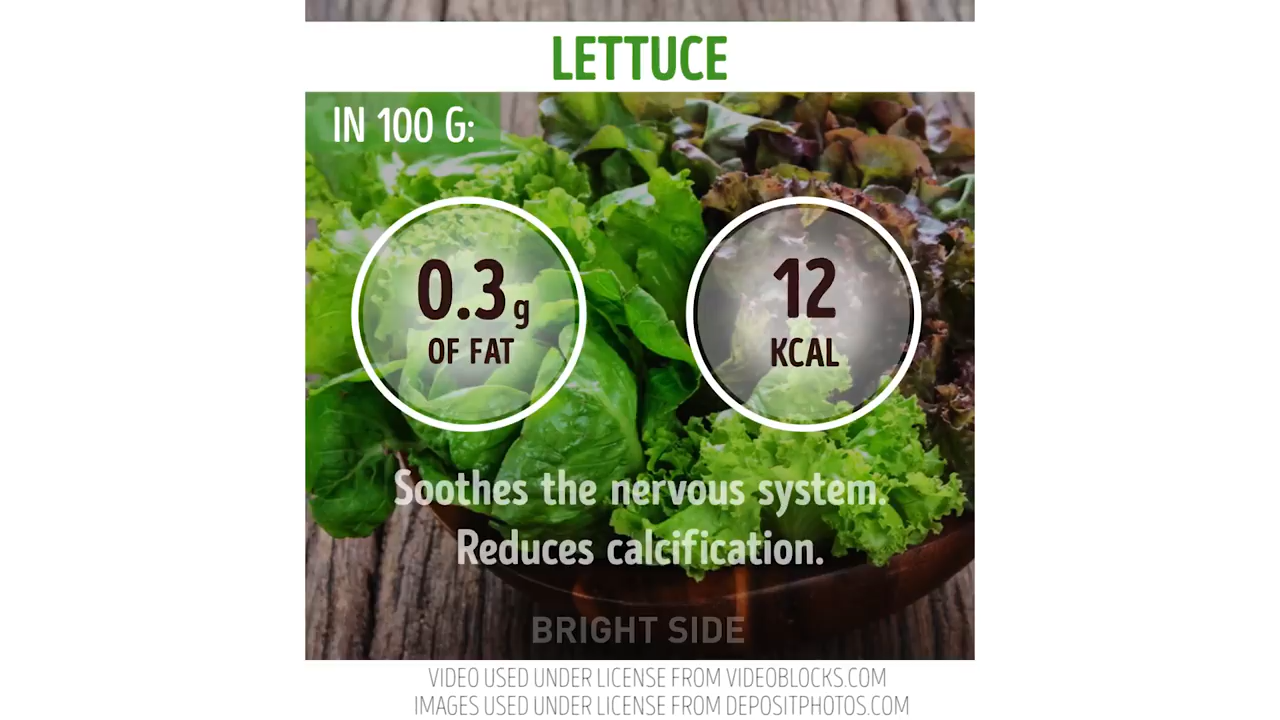 LETTUCE
IN 100 G:
0.3 g
OF FAT
12
KCAL
Soothes the nervous system.
Reduces calcification.
BRIGHT SIDE
VIDEO USED UNDER LICENSE FROM VIDEOBLOCKS.COM
IMAGES USED UNDER LICENSE FROM DEPOSITPHOTOS.COM